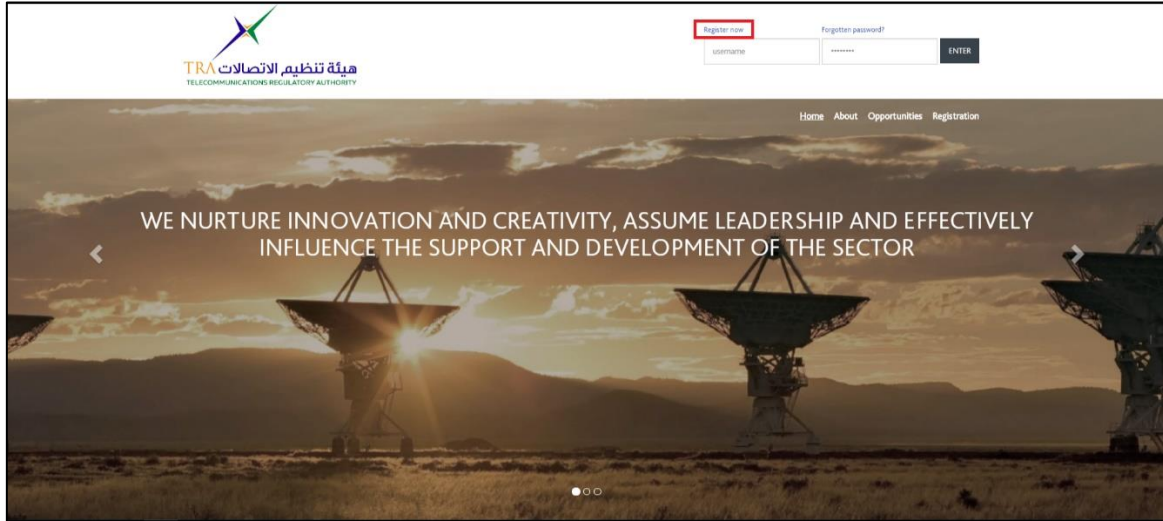 هيئة تنظيم الاتصالات TRA
TELECOMMUNICATIONS REGULATORY AUTHORITY
Register now
Forgotten password?
username
········
ENTER
Home About Opportunities Registration
WE NURTURE INNOVATION AND CREATIVITY, ASSUME LEADERSHIP AND EFFECTIVELY
INFLUENCE THE SUPPORT AND DEVELOPMENT OF THE SECTOR